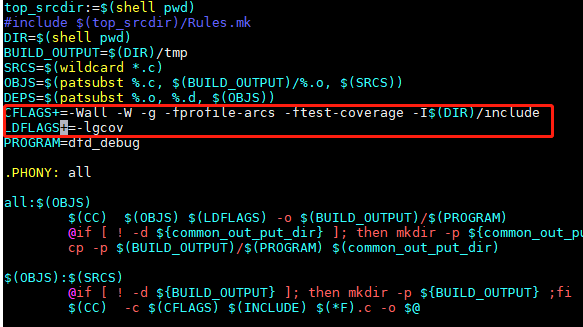 top_srcdir:=$(shell pwd)
#include $(top_srcdir)/Rules.mk
DIR=$(shell pwd)
BUILD_OUTPUT=$(DIR)/tmp
SRCS=$(wildcard *.c)
OBJS=$(patsubst %.c, $(BUILD_OUTPUT)/%.o, $(SRCS))
DEPS=$(patsubst %.o, %.d, $(OBJS))
CFLAGS+=-Wall -W -g -fprofile-arcs -ftest-coverage -I$(DIR)/include
LDFLAGS+=-lgcov
PROGRAM=dfd_debug
.PHONY: all
all:$(OBJS)
$(CC)  $(OBJS) $(LDFLAGS) -o $(BUILD_OUTPUT)/$(PROGRAM)
@if [ ! -d ${common_out_put_dir} ]; then mkdir -p ${common_out_pu
cp -p $(BUILD_OUTPUT)/$(PROGRAM) $(common_out_put_dir)
$(OBJS):$(SRCS)
@if [ ! -d ${BUILD_OUTPUT} ]; then mkdir -p ${BUILD_OUTPUT} ;fi
$(CC)  -c $(CFLAGS) $(INCLUDE) $(*F).c -o $@